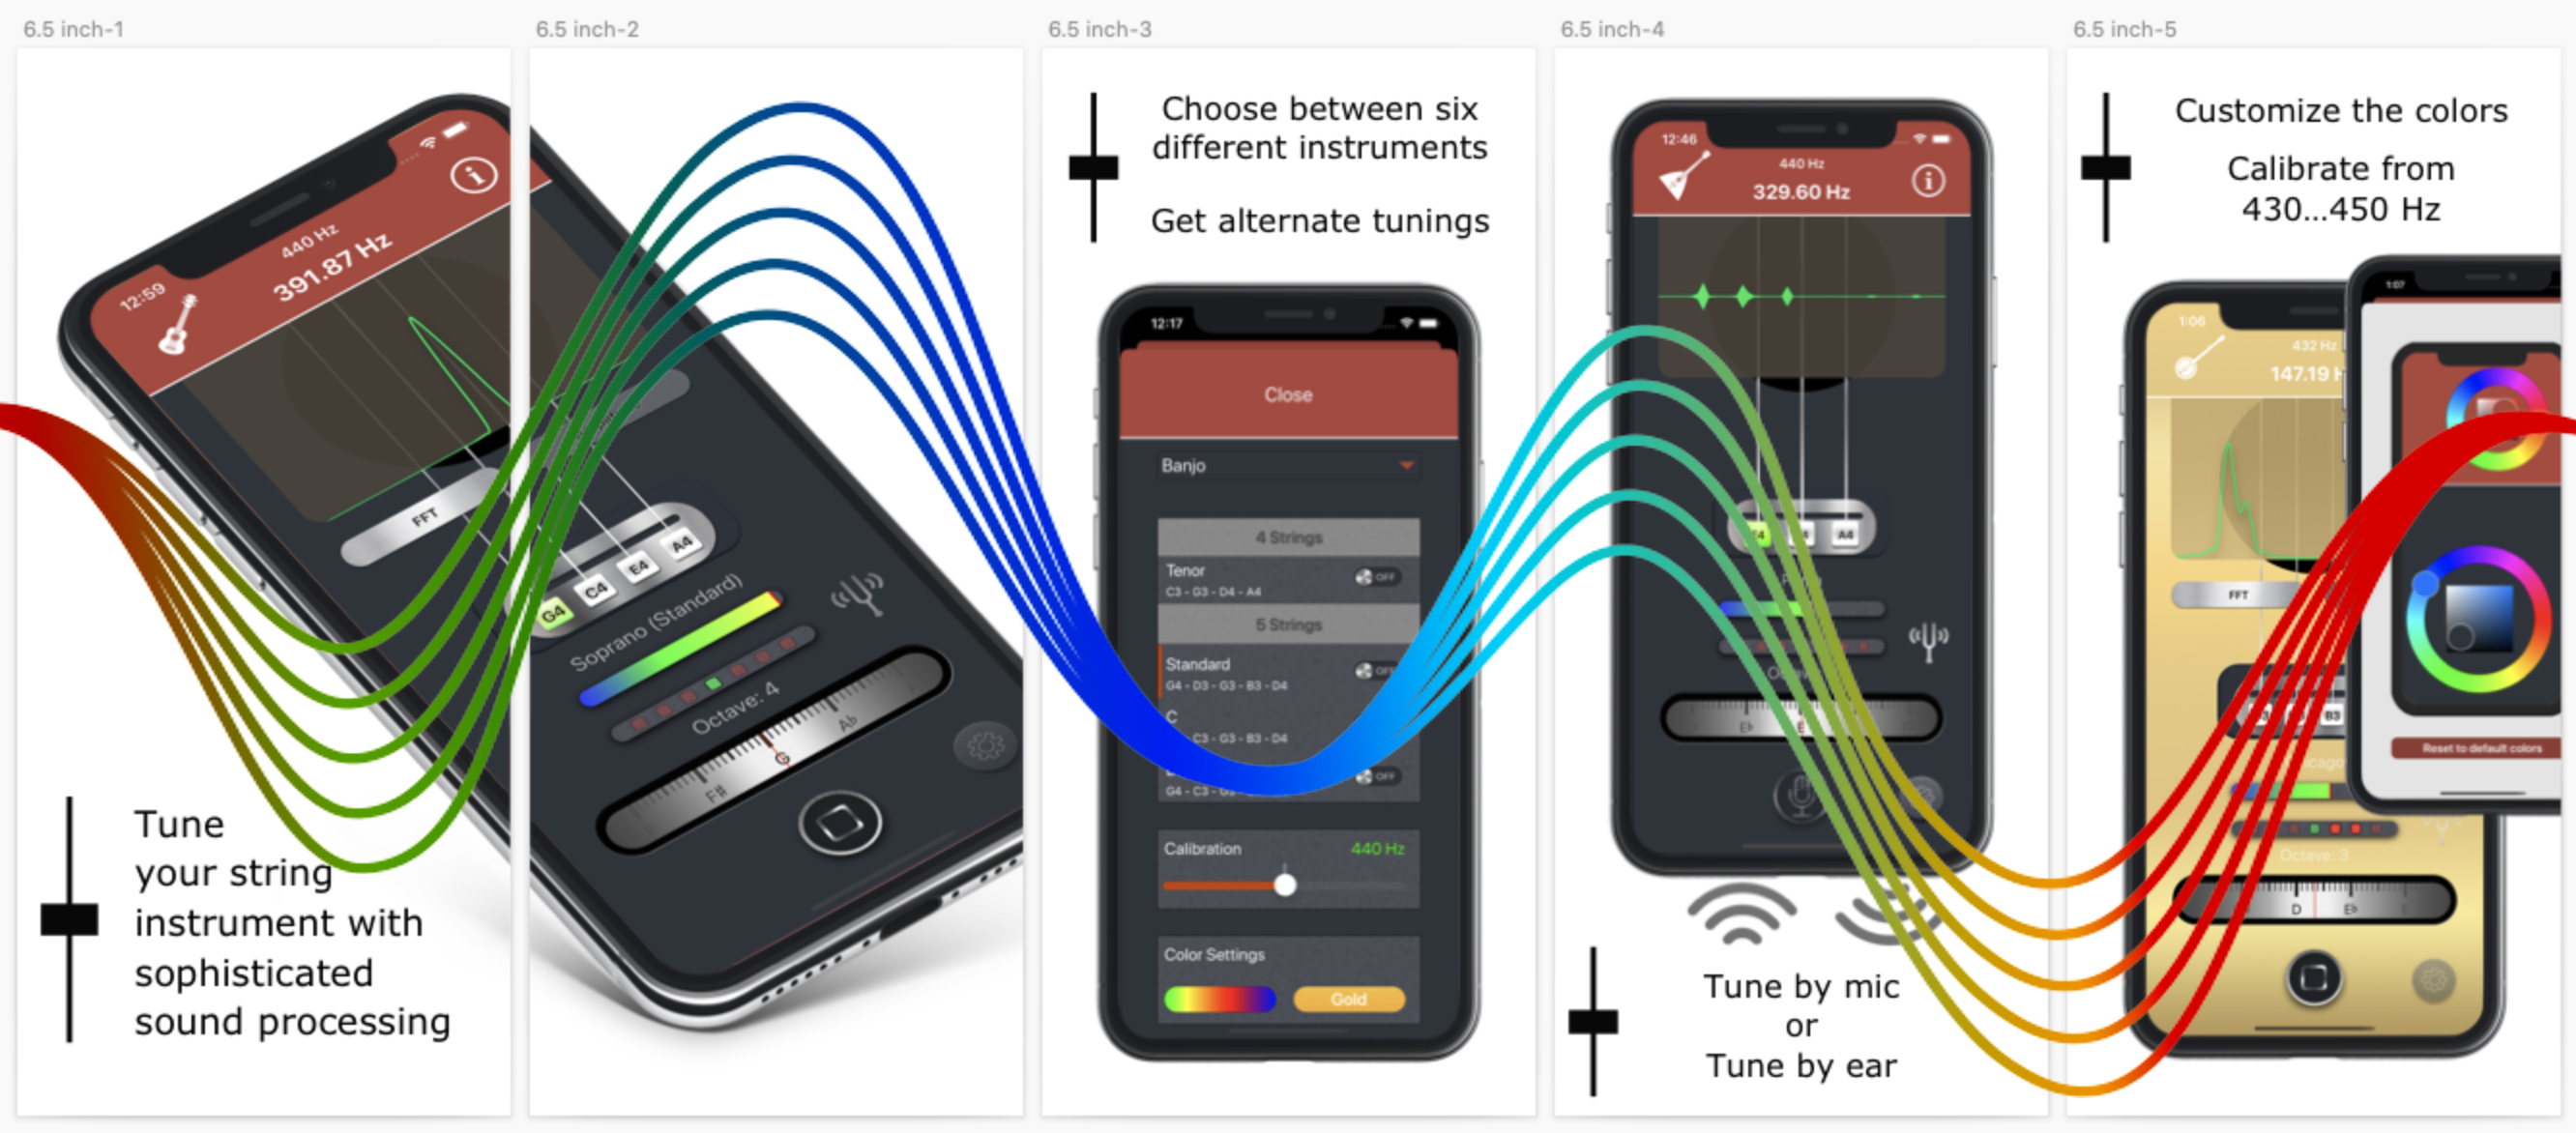 6.5 inch-1
12:59
440 Hz
391.87 Hz
FFT
Tune
your string
instrument with
sophisticated
sound processing
6.5 inch-2
G4 C4 E4 A4
Soprano (Standard)
Octave: 4
F# G Ab
6.5 inch-3
Choose between six
different instruments
Get alternate tunings
12:17
Close
Banjo
4 Strings
Tenor
OFF
C3 - G3 - D4 - A4
5 Strings
Standard
OFF
G4 - D3 - G3 - B3 - D4
C
C3 - G3 - B3 - D4
OFF
G4 - C3 - G3
Calibration 440 Hz
Color Settings
Gold
6.5 inch-4
12:46
440 Hz
329.60 Hz
A4
Eb E
Tune by mic
or
Tune by ear
6.5 inch-5
Customize the colors
Calibrate from
430...450 Hz
1:06
432 Hz
147.19 H
FFT
B3
Octave: 3
D Eb E
1:07
Reset to default colors